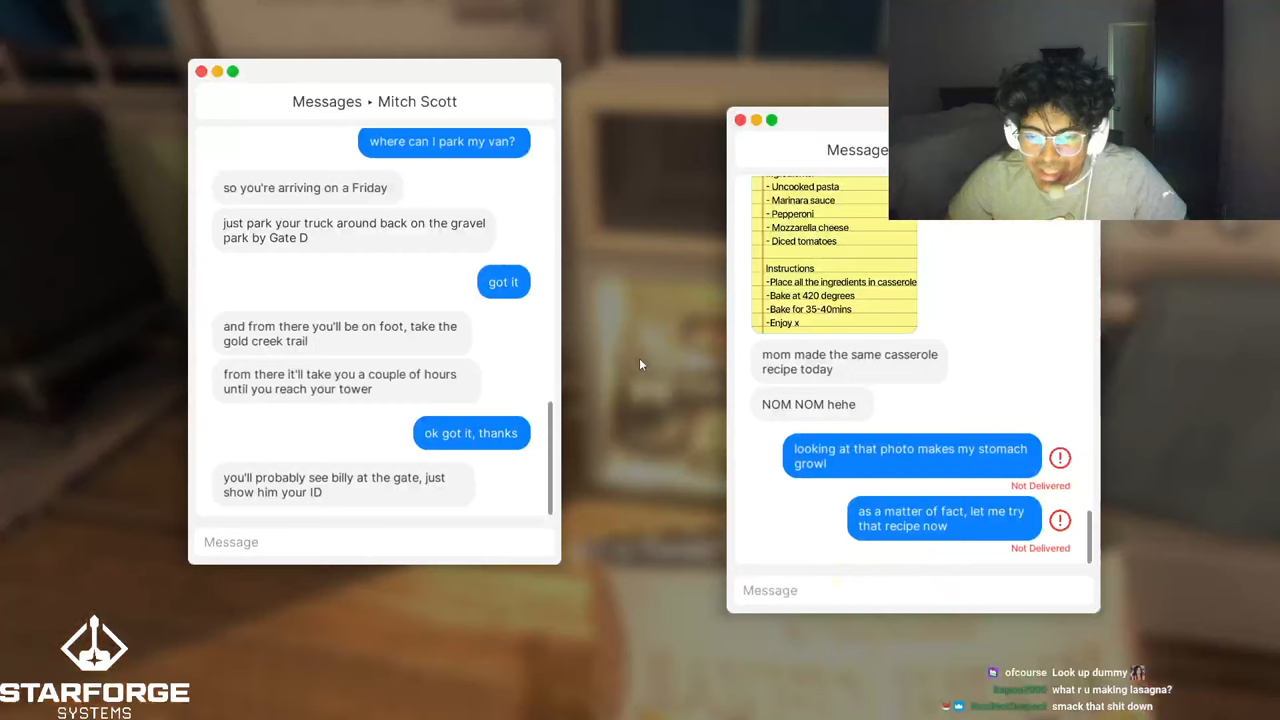 Messages ▸ Mitch Scott
where can I park my van?
so you're arriving on a Friday
just park your truck around back on the gravel
park by Gate D
got it
and from there you'll be on foot, take the
gold creek trail
from there it'll take you a couple of hours
until you reach your tower
ok got it, thanks
you'll probably see billy at the gate, just
show him your ID
Message
Message
- Uncooked pasta
- Marinara sauce
- Pepperoni
- Mozzarella cheese
- Diced tomatoes
Instructions
-Place all the ingredients in casserole
-Bake at 420 degrees
-Bake for 35-40mins
-Enjoy x
mom made the same casserole
recipe today
NOM NOM hehe
looking at that photo makes my stomach
growl
Not Delivered
as a matter of fact, let me try
that recipe now
Not Delivered
Message
STARFORGE
SYSTEMS
ofcourse Look up dummy
what r u making lasagna?
smack that shit down